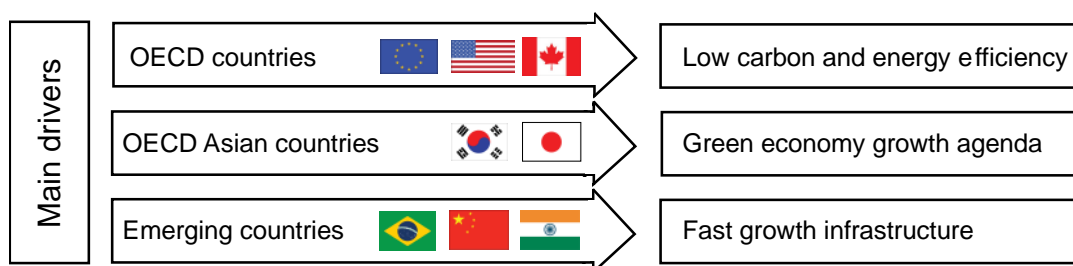 Main drivers
OECD countries
Low carbon and energy efficiency
OECD Asian countries
Green economy growth agenda
Emerging countries
Fast growth infrastructure